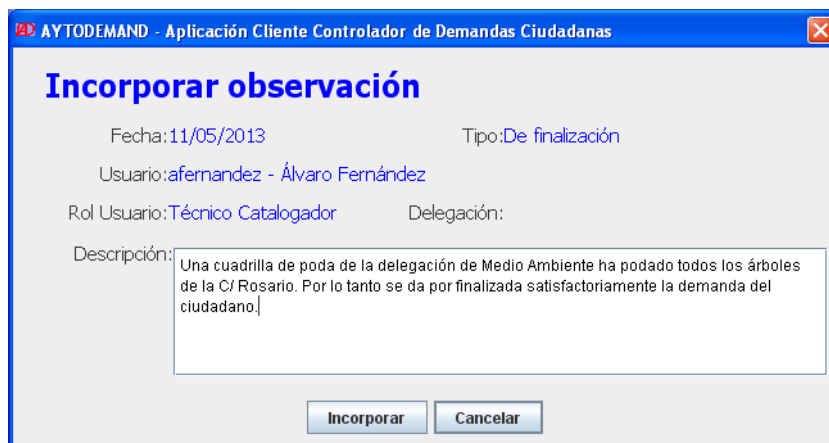 AYTODEMAND - Aplicación Cliente Controlador de Demandas Ciudadanas
Incorporar observación
Fecha: 11/05/2013 Tipo: De finalización
Usuario: afernandez - Álvaro Fernández
Rol Usuario: Técnico Catalogador Delegación:
Descripción: Una cuadrilla de poda de la delegación de Medio Ambiente ha podado todos los árboles
de la C/ Rosario. Por lo tanto se da por finalizada satisfactoriamente la demanda del
ciudadano.
Incorporar Cancelar